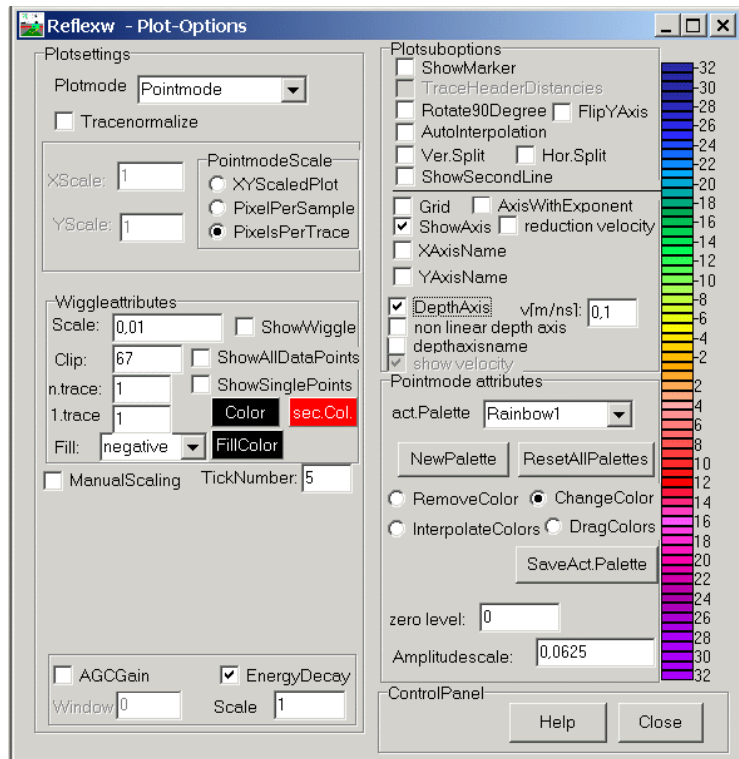 Reflexw - Plot-Options
Plotsettings
Plotmode Pointmode
Tracenormalize
XScale: 1
YScale: 1
PointmodeScale
XYScaledPlot
PixelPerSample
PixelsPerTrace
Wiggleattributes
Scale: 0,01 ShowWiggle
Clip: 67 ShowAllDataPoints
n.trace: 1 ShowSinglePoints
1.trace 1 Color sec.Col.
Fill: negative FillColor
ManualScaling TickNumber: 5
AGCGain EnergyDecay
Window 0 Scale 1
Plotsuboptions
ShowMarker
TraceHeaderDistancies
Rotate90Degree FlipYAxis
AutoInterpolation
Ver.Split Hor.Split
ShowSecondLine
Grid AxisWithExponent
ShowAxis reduction velocity
XAxisName
YAxisName
DepthAxis v[m/ns]: 0,1
non linear depth axis
depthaxisname
show velocity
Pointmode attributes
act.Palette Rainbow1
NewPalette ResetAllPalettes
RemoveColor ChangeColor
InterpolateColors DragColors
SaveAct.Palette
zero level: 0
Amplitudescale: 0,0625
ControlPanel
Help Close
-32
-30
-28
-26
-24
-22
-20
-18
-16
-14
-12
-10
-8
-6
-4
-2
2
4
6
8
10
12
14
16
18
20
22
24
26
28
30
32